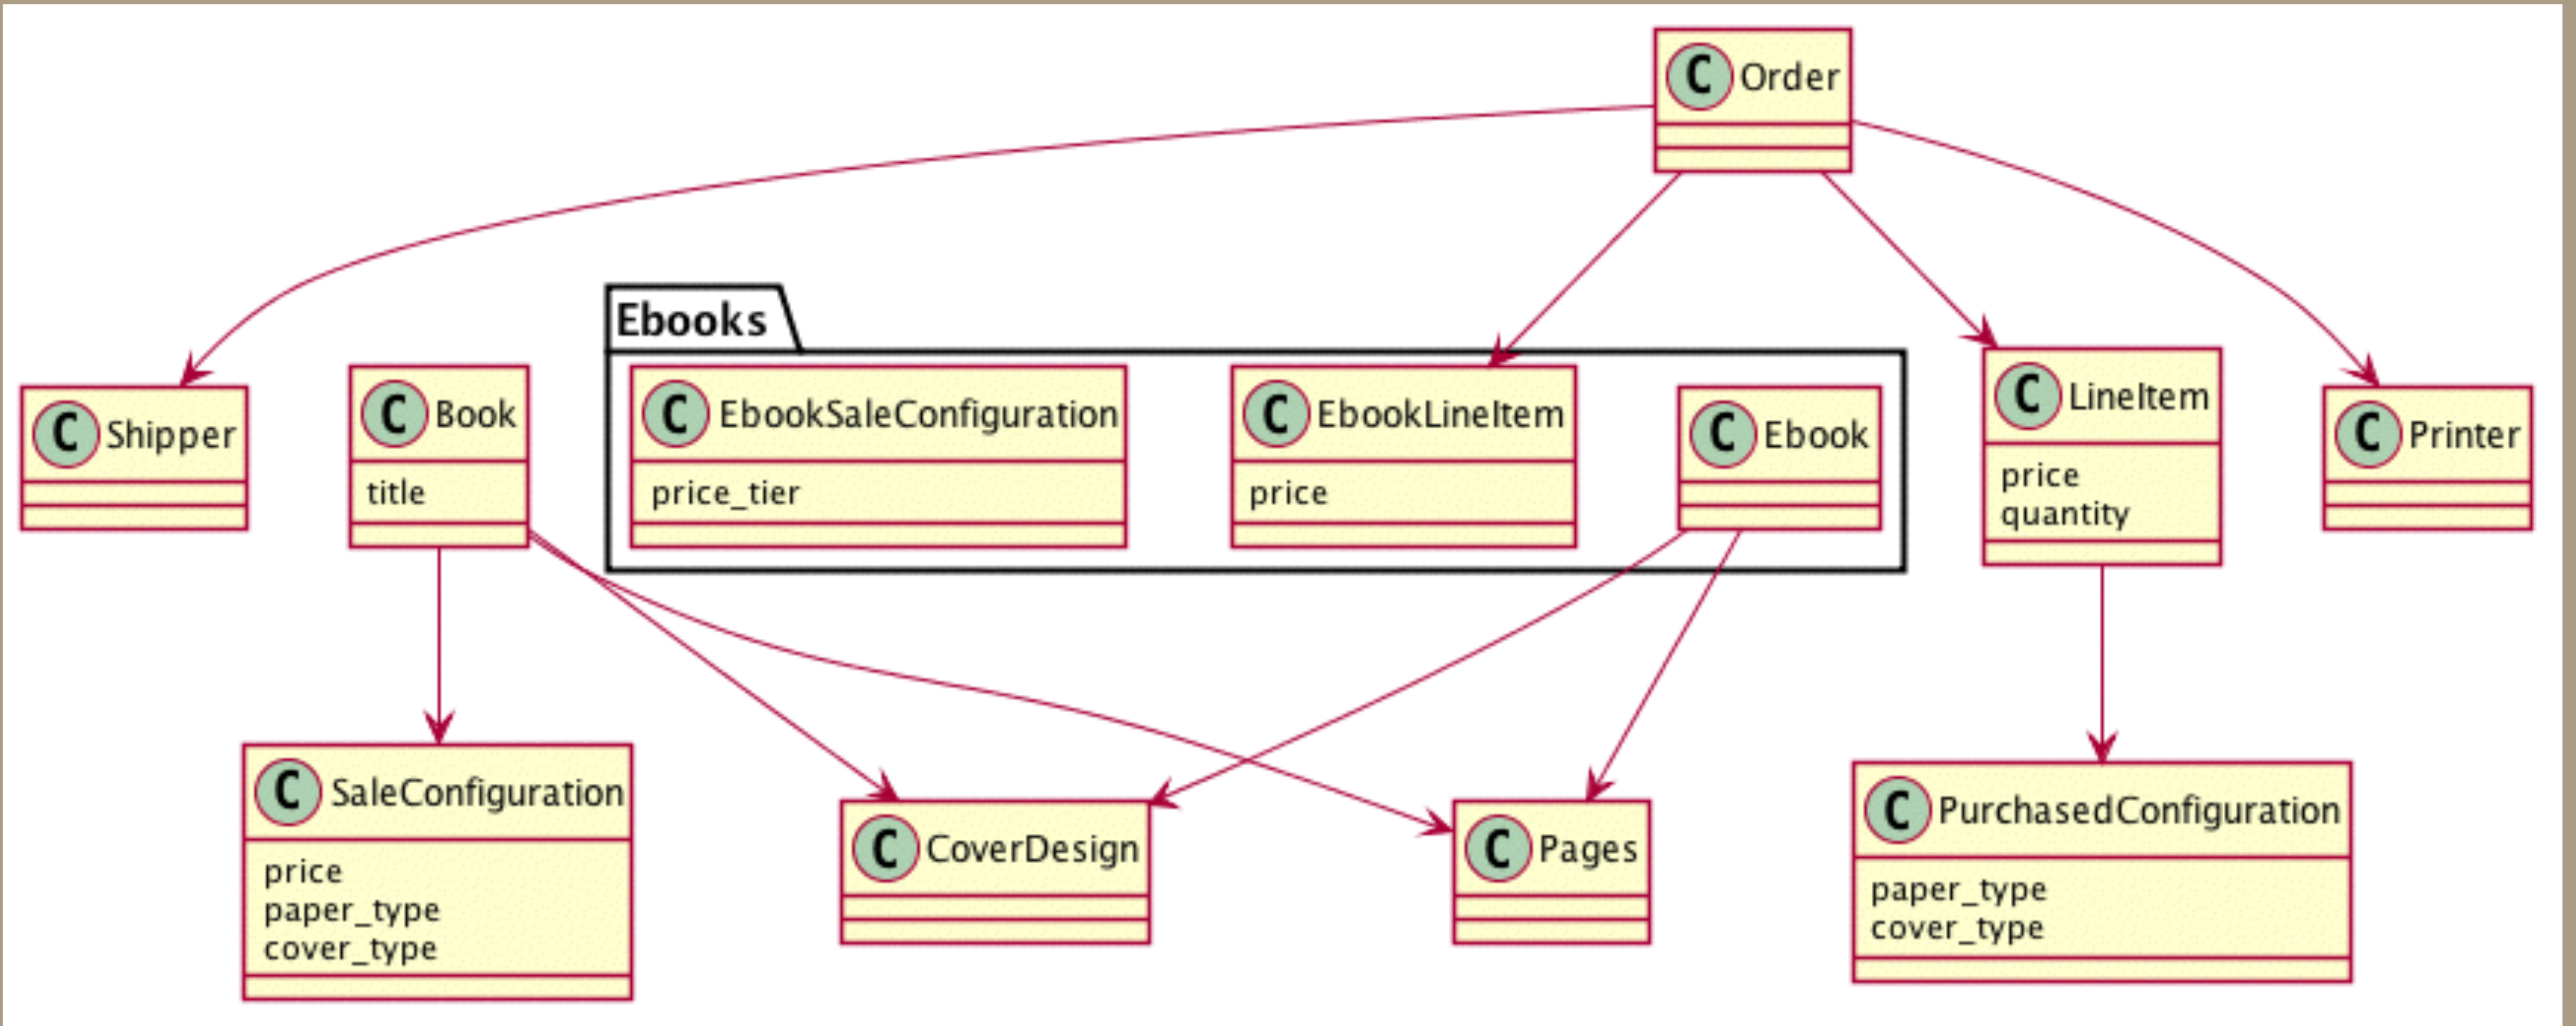 C Order
Ebooks
C Shipper
C Book
title
C EbookSaleConfiguration
price_tier
C EbookLineItem
price
C Ebook
C LineItem
price
quantity
C Printer
C SaleConfiguration
price
paper_type
cover_type
C CoverDesign
C Pages
C PurchasedConfiguration
paper_type
cover_type